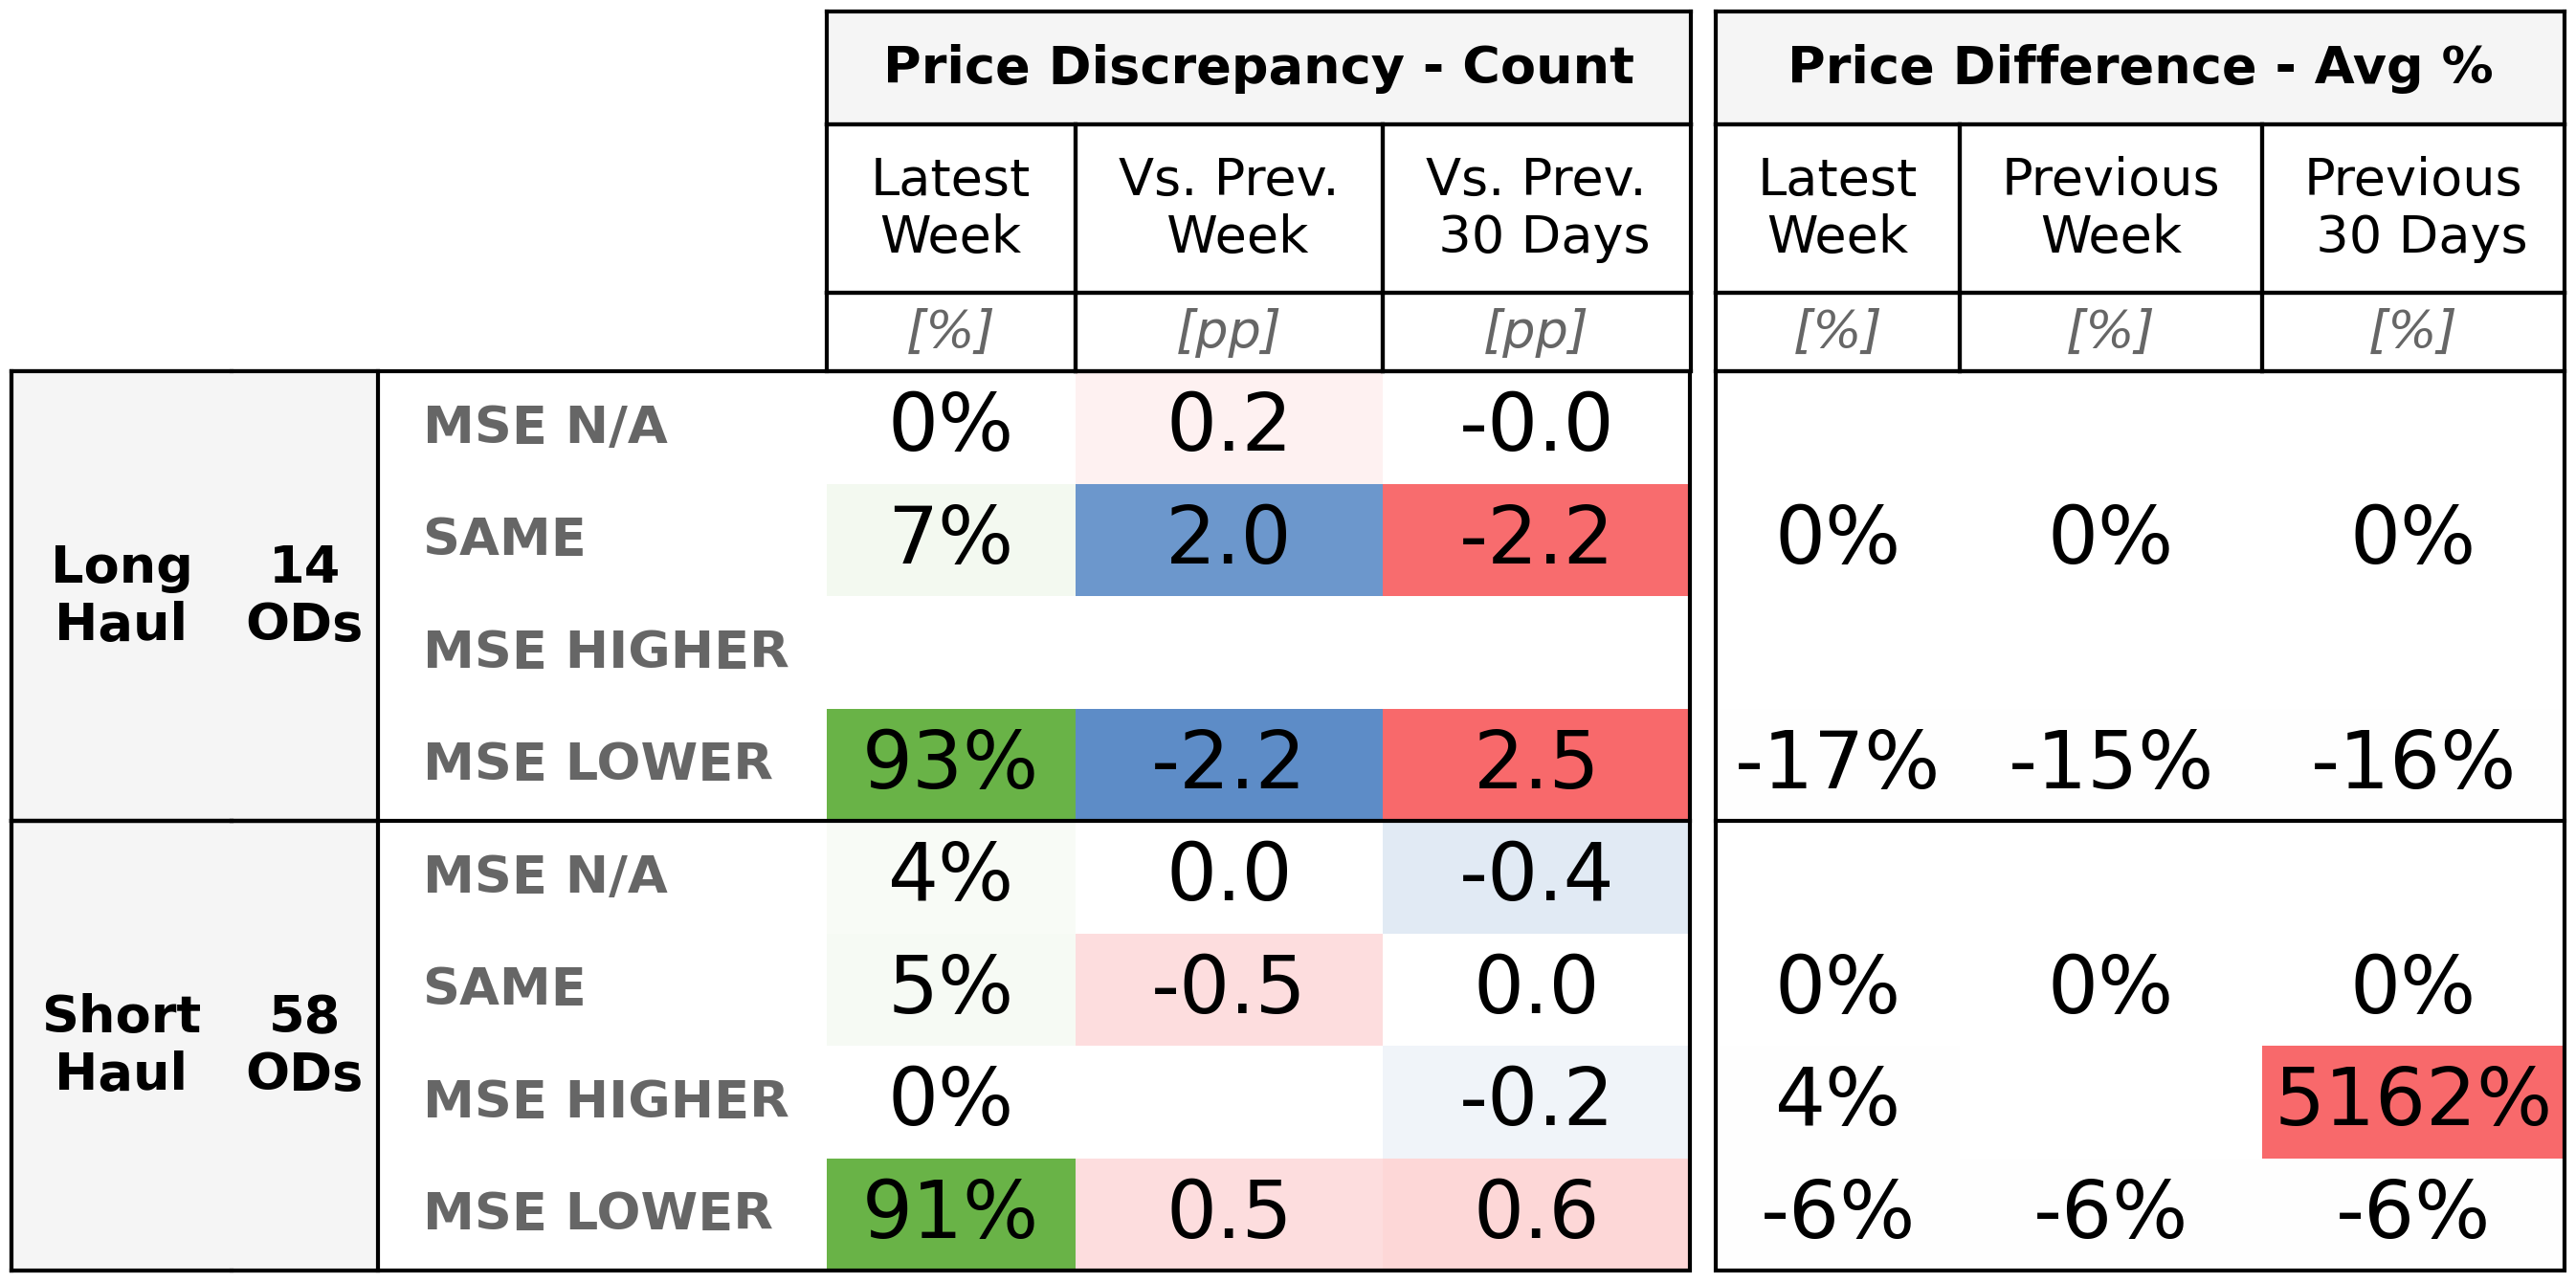 Price Discrepancy - Count Price Difference - Avg %
Latest Week Vs. Prev. Week Vs. Prev. 30 Days Latest Week Previous Week Previous 30 Days
[%] [pp] [pp] [%] [%] [%]
Long Haul 14 ODs
MSE N/A 0% 0.2 -0.0
SAME 7% 2.0 -2.2 0% 0% 0%
MSE HIGHER
MSE LOWER 93% -2.2 2.5 -17% -15% -16%
Short Haul 58 ODs
MSE N/A 4% 0.0 -0.4
SAME 5% -0.5 0.0 0% 0% 0%
MSE HIGHER 0% -0.2 4% 5162%
MSE LOWER 91% 0.5 0.6 -6% -6% -6%